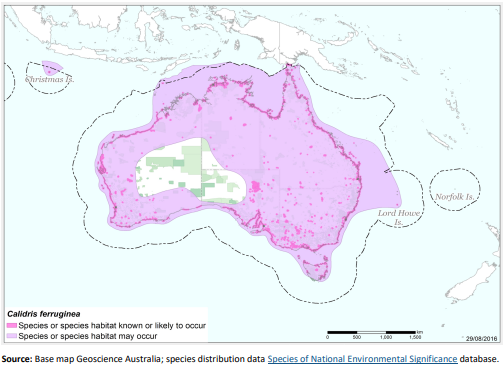 Christmas Is.
Norfolk Is.
Lord Howe
Is.
Calidris ferruginea
Species or species habitat known or likely to occur
Species or species habitat may occur
0 500 1,000 1,500
km
29/08/2016
Source: Base map Geoscience Australia; species distribution data Species of National Environmental Significance database.